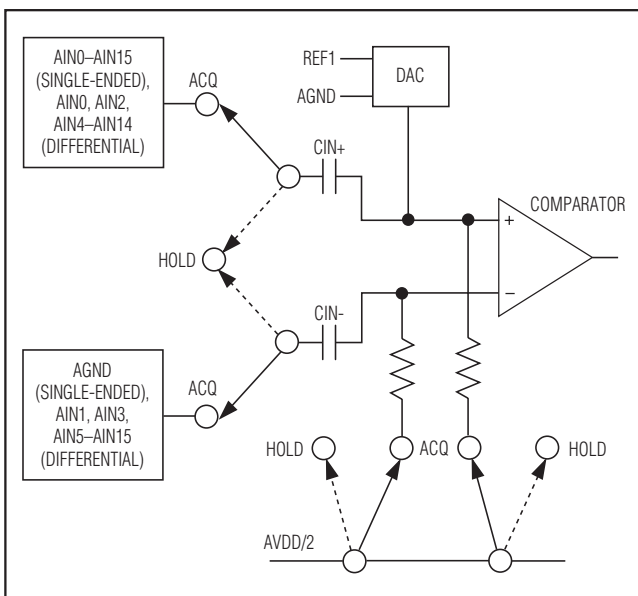 AIN0–AIN15
(SINGLE-ENDED),
AIN0, AIN2,
AIN4–AIN14
(DIFFERENTIAL)
ACQ
REF1
AGND
DAC
CIN+
COMPARATOR
+
HOLD
−
CIN-
AGND
(SINGLE-ENDED),
AIN1, AIN3,
AIN5–AIN15
(DIFFERENTIAL)
ACQ
HOLD
ACQ
HOLD
AVDD/2